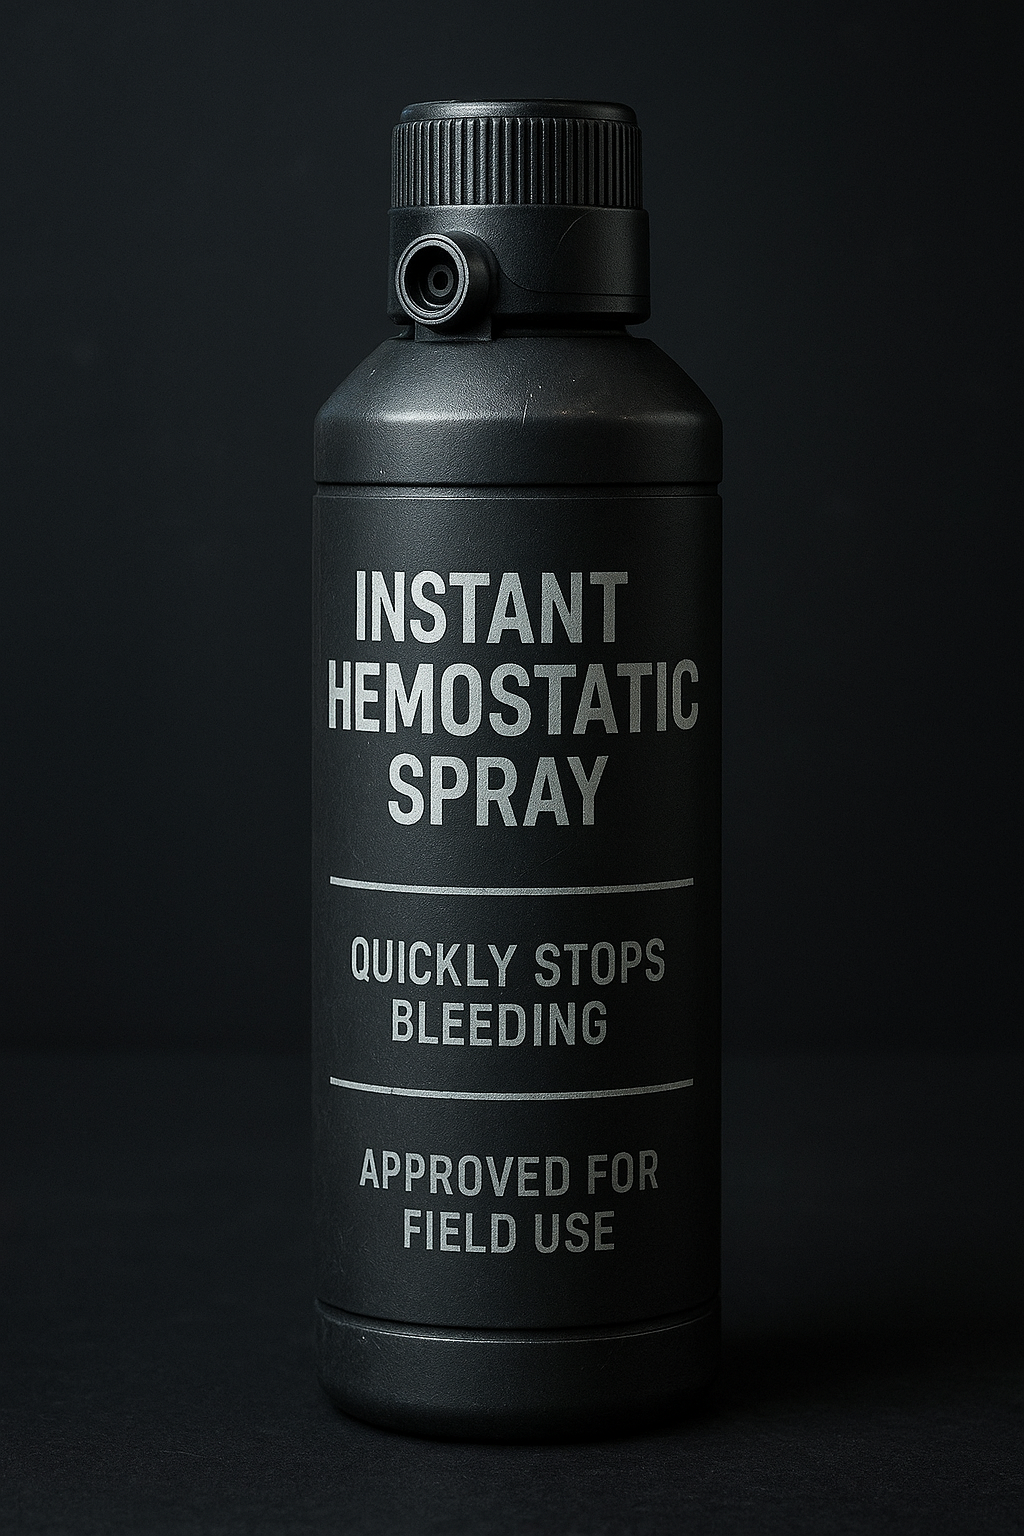 INSTANT
HEMOSTATIC
SPRAY
QUICKLY STOPS
BLEEDING
APPROVED FOR
FIELD USE